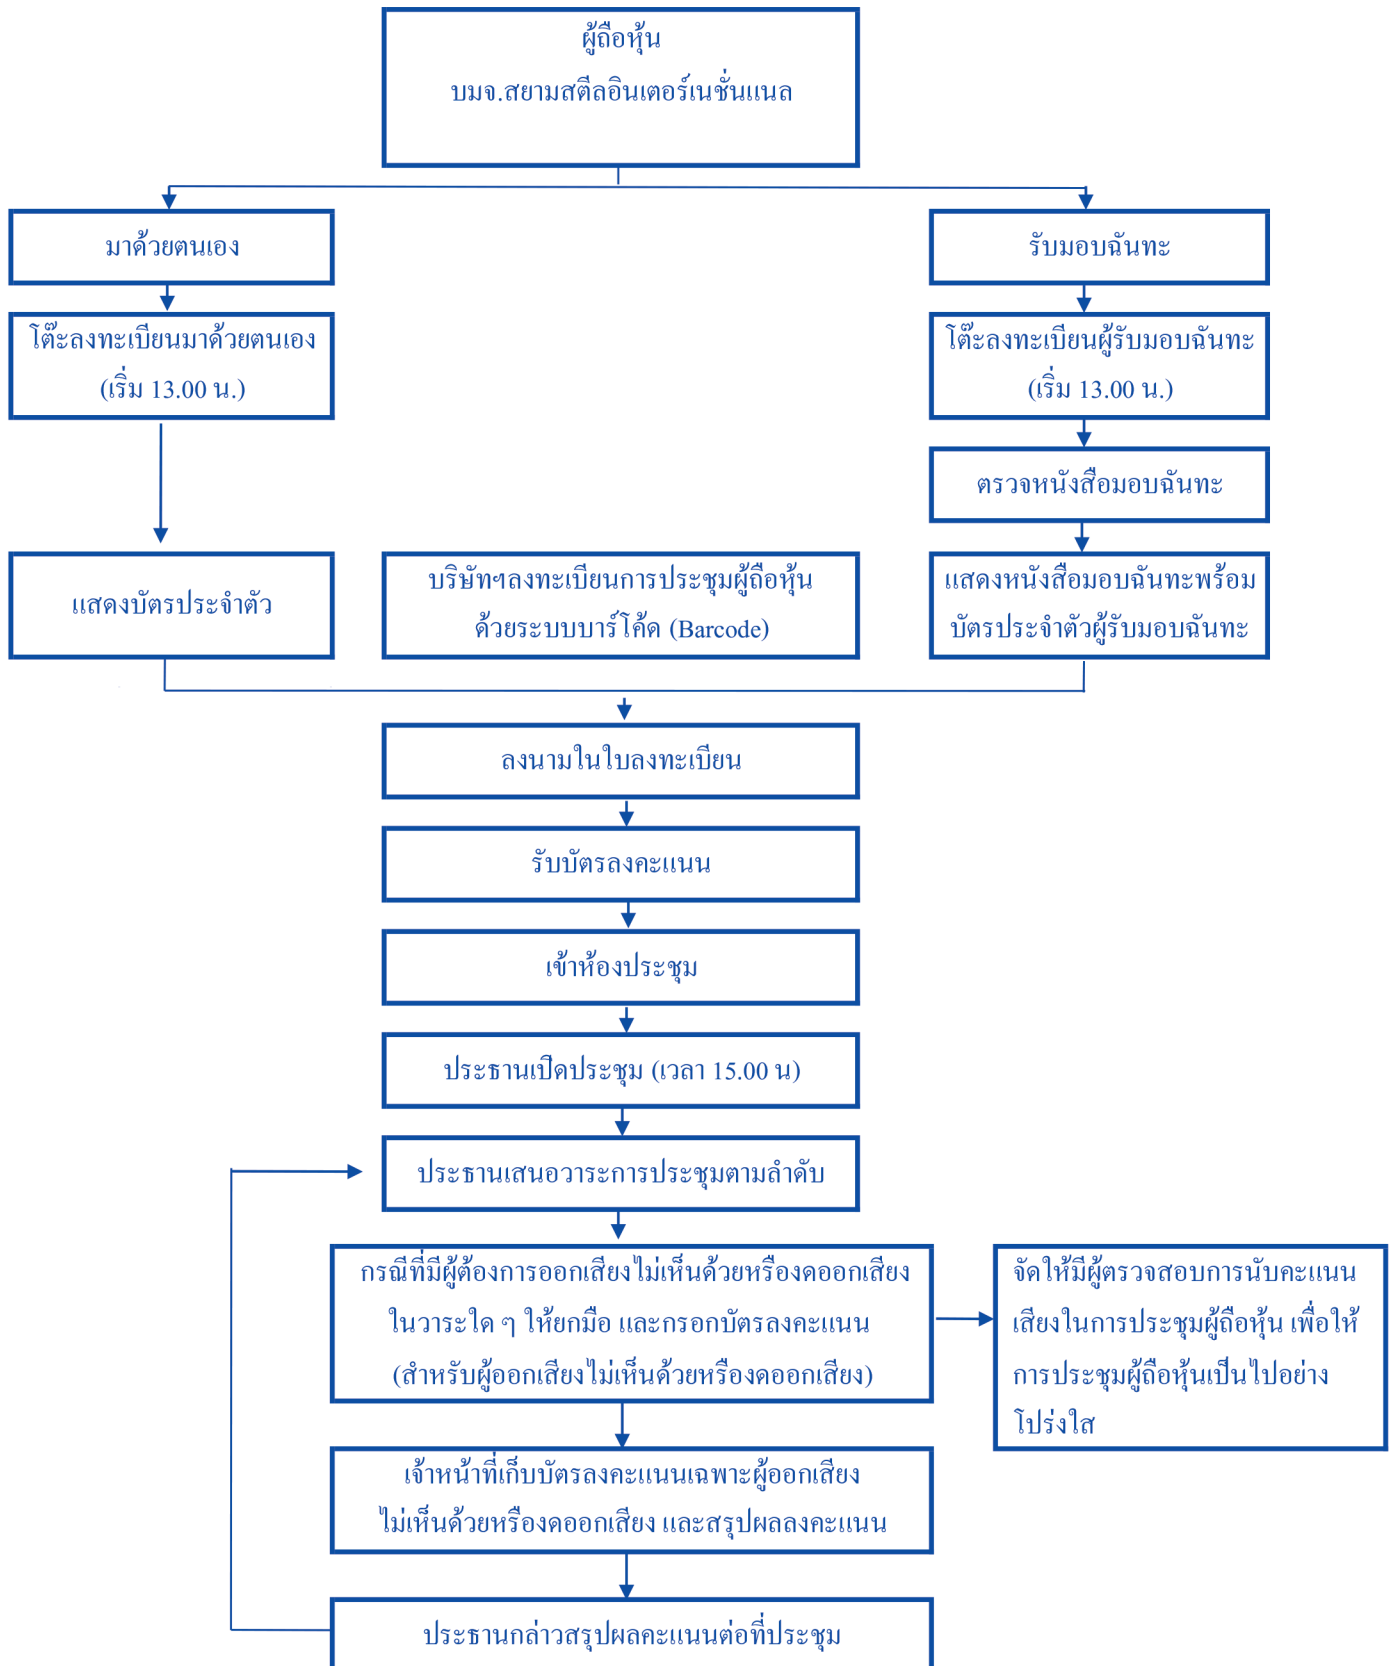 ผู้ถือหุ้น
บมจ.สยามสตีลอินเตอร์เนชั่นแนล
มาด้วยตนเอง
รับมอบฉันทะ
โต๊ะลงทะเบียนมาด้วยตนเอง
(เริ่ม 13.00 น.)
โต๊ะลงทะเบียนผู้รับมอบฉันทะ
(เริ่ม 13.00 น.)
ตรวจหนังสือมอบฉันทะ
แสดงบัตรประจำตัว
บริษัทฯลงทะเบียนการประชุมผู้ถือหุ้น
ด้วยระบบบาร์โค้ด (Barcode)
แสดงหนังสือมอบฉันทะพร้อม
บัตรประจำตัวผู้รับมอบฉันทะ
ลงนามในใบลงทะเบียน
รับบัตรลงคะแนน
เข้าห้องประชุม
ประธานเปิดประชุม (เวลา 15.00 น)
ประธานเสนอวาระการประชุมตามลำดับ
กรณีที่มีผู้ต้องการออกเสียงไม่เห็นด้วยหรืองดออกเสียง
ในวาระใด ๆ ให้ยกมือ และกรอกบัตรลงคะแนน
(สำหรับผู้ออกเสียงไม่เห็นด้วยหรืองดออกเสียง)
จัดให้มีผู้ตรวจสอบการนับคะแนน
เสียงในการประชุมผู้ถือหุ้น เพื่อให้
การประชุมผู้ถือหุ้นเป็นไปอย่าง
โปร่งใส
เจ้าหน้าที่เก็บบัตรลงคะแนนเฉพาะผู้ออกเสียง
ไม่เห็นด้วยหรืองดออกเสียง และสรุปผลลงคะแนน
ประธานกล่าวสรุปผลคะแนนต่อที่ประชุม